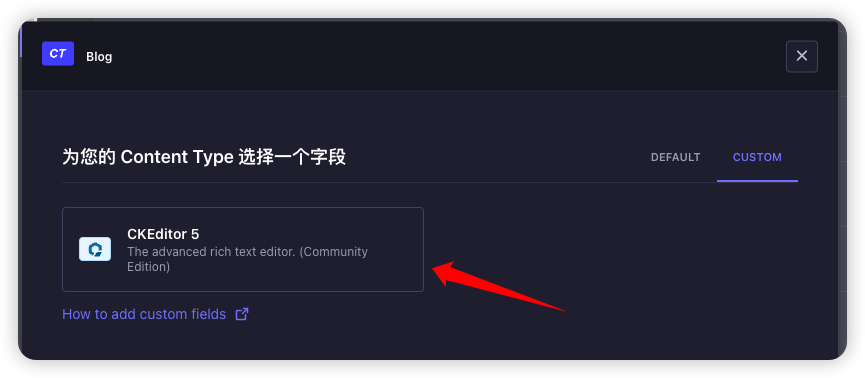 CT
Blog
为您的 Content Type 选择一个字段
DEFAULT
CUSTOM
CKEditor 5
The advanced rich text editor. (Community
Edition)
How to add custom fields